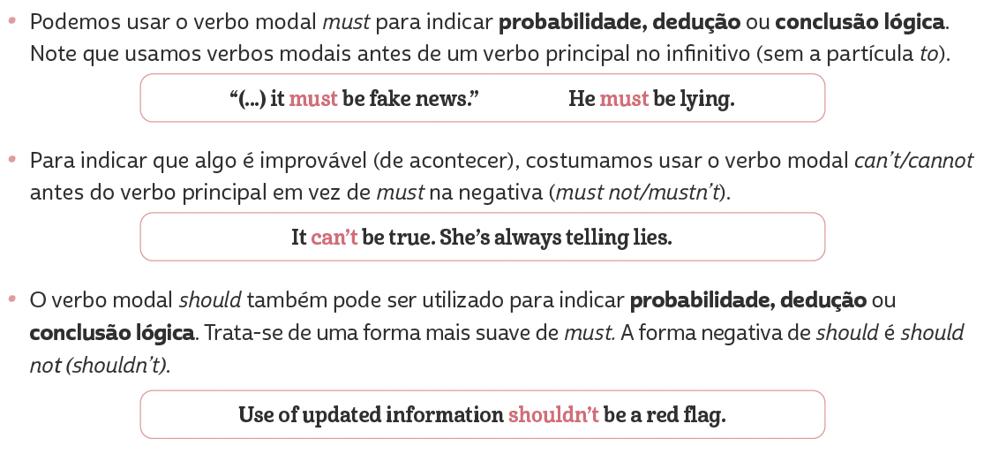 • Podemos usar o verbo modal must para indicar probabilidade, dedução ou conclusão lógica.
Note que usamos verbos modais antes de um verbo principal no infinitivo (sem a partícula to).
“(...) it must be fake news.” He must be lying.
• Para indicar que algo é improvável (de acontecer), costumamos usar o verbo modal can’t/cannot
antes do verbo principal em vez de must na negativa (must not/mustn’t).
It can’t be true. She’s always telling lies.
• O verbo modal should também pode ser utilizado para indicar probabilidade, dedução ou
conclusão lógica. Trata-se de uma forma mais suave de must. A forma negativa de should é should
not (shouldn’t).
Use of updated information shouldn’t be a red flag.